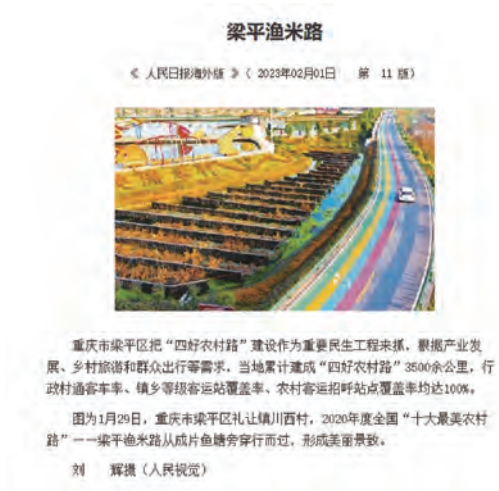 梁平渔米路
《 人民日报海外版 》（ 2023年02月01日 第 11 版）
重庆市梁平区把“四好农村路”建设作为重要民生工程来抓，根据产业发
展、乡村旅游和群众出行等需求，当地累计建成“四好农村路”3500余公里，行
政村通客车率、镇乡等级客运站覆盖率、农村客运招呼站点覆盖率均达100%。
图为1月29日，重庆市梁平区礼让镇川西村，2020年度全国“十大最美农村
路”——梁平渔米路从成片鱼塘旁穿行而过，形成美丽景致。
刘 辉摄（人民视觉）